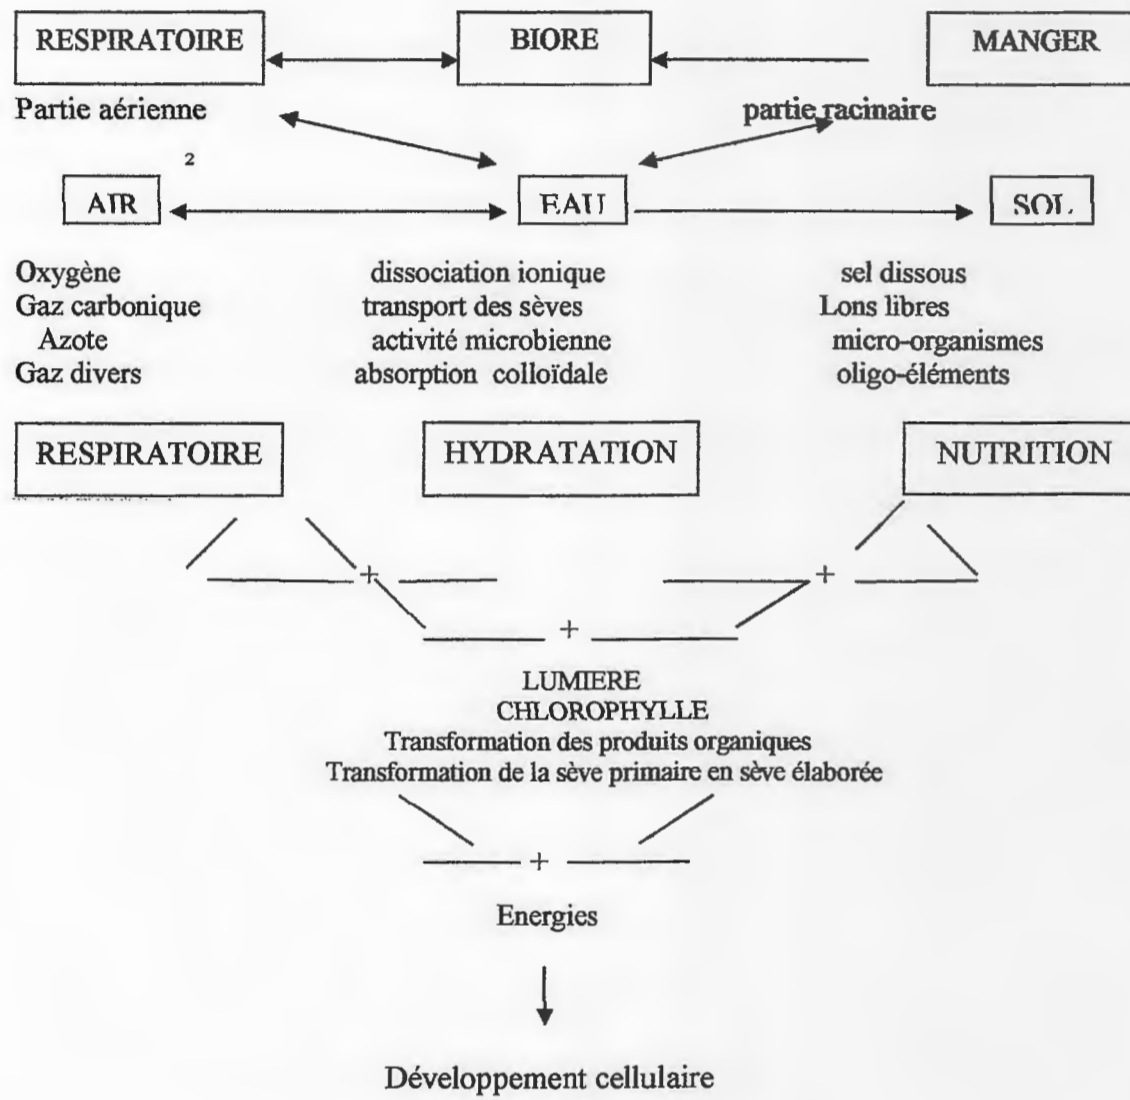 RESPIRATOIRE BIORE MANGER
Partie aérienne partie racinaire
2
AIR EAU SOL
Oxygène dissociation ionique sel dissous
Gaz carbonique transport des sèves Lons libres
Azote activité microbienne micro-organismes
Gaz divers absorption colloïdale oligo-éléments
RESPIRATOIRE HYDRATATION NUTRITION
+ +
+
LUMIERE
CHLOROPHYLLE
Transformation des produits organiques
Transformation de la sève primaire en sève élaborée
+
Energies
Développement cellulaire